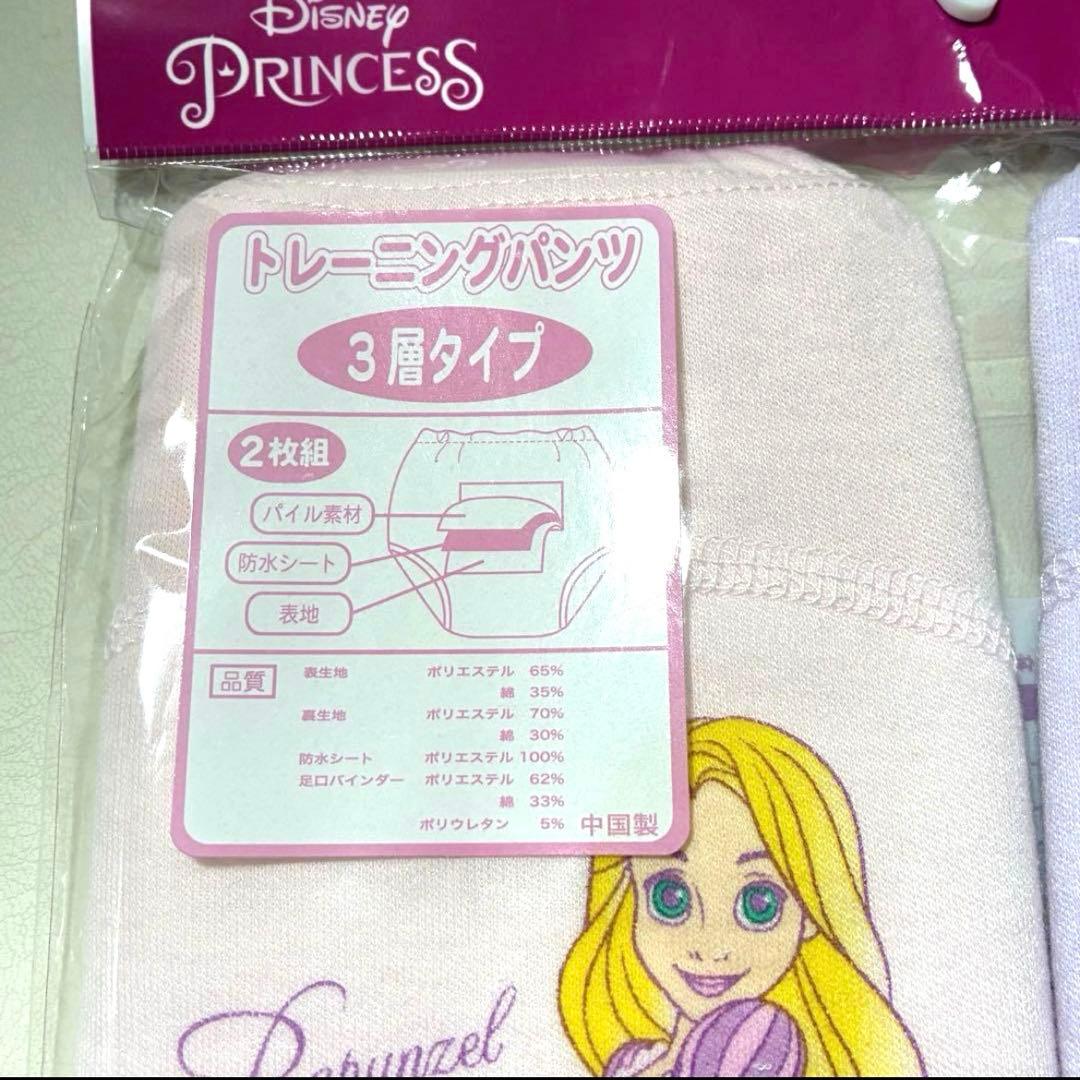 Disney
PRINCESS
トレーニングパンツ
3層タイプ
2枚組
パイル素材
防水シート
表地
品質
表生地 ポリエステル 65%
綿 35%
裏生地 ポリエステル 70%
綿 30%
防水シート ポリエステル 100%
足口バインダー ポリエステル 62%
綿 33%
ポリウレタン 5%
中国製
Rapunzel